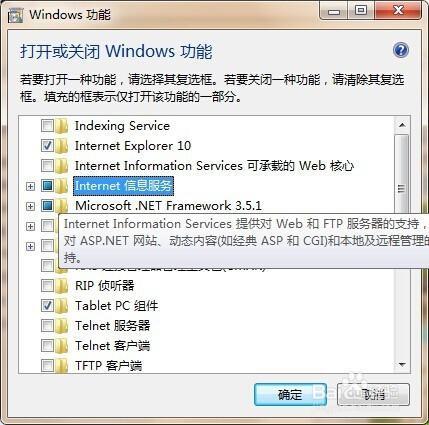 Windows 功能
打开或关闭 Windows 功能
若要打开一种功能，请选择其复选框。若要关闭一种功能，请清除其复选
框。填充的框表示仅打开该功能的一部分。
Indexing Service
Internet Explorer 10
Internet Information Services 可承载的 Web 核心
Internet 信息服务
Microsoft .NET Framework 3.5.1
Internet Information Services 提供对 Web 和 FTP 服务器的支持，
对 ASP.NET 网站、动态内容(如经典 ASP 和 CGI)和本地及远程管理的
持。
RIP 侦听器
Tablet PC 组件
Telnet 服务器
Telnet 客户端
TFTP 客户端
确定
取消